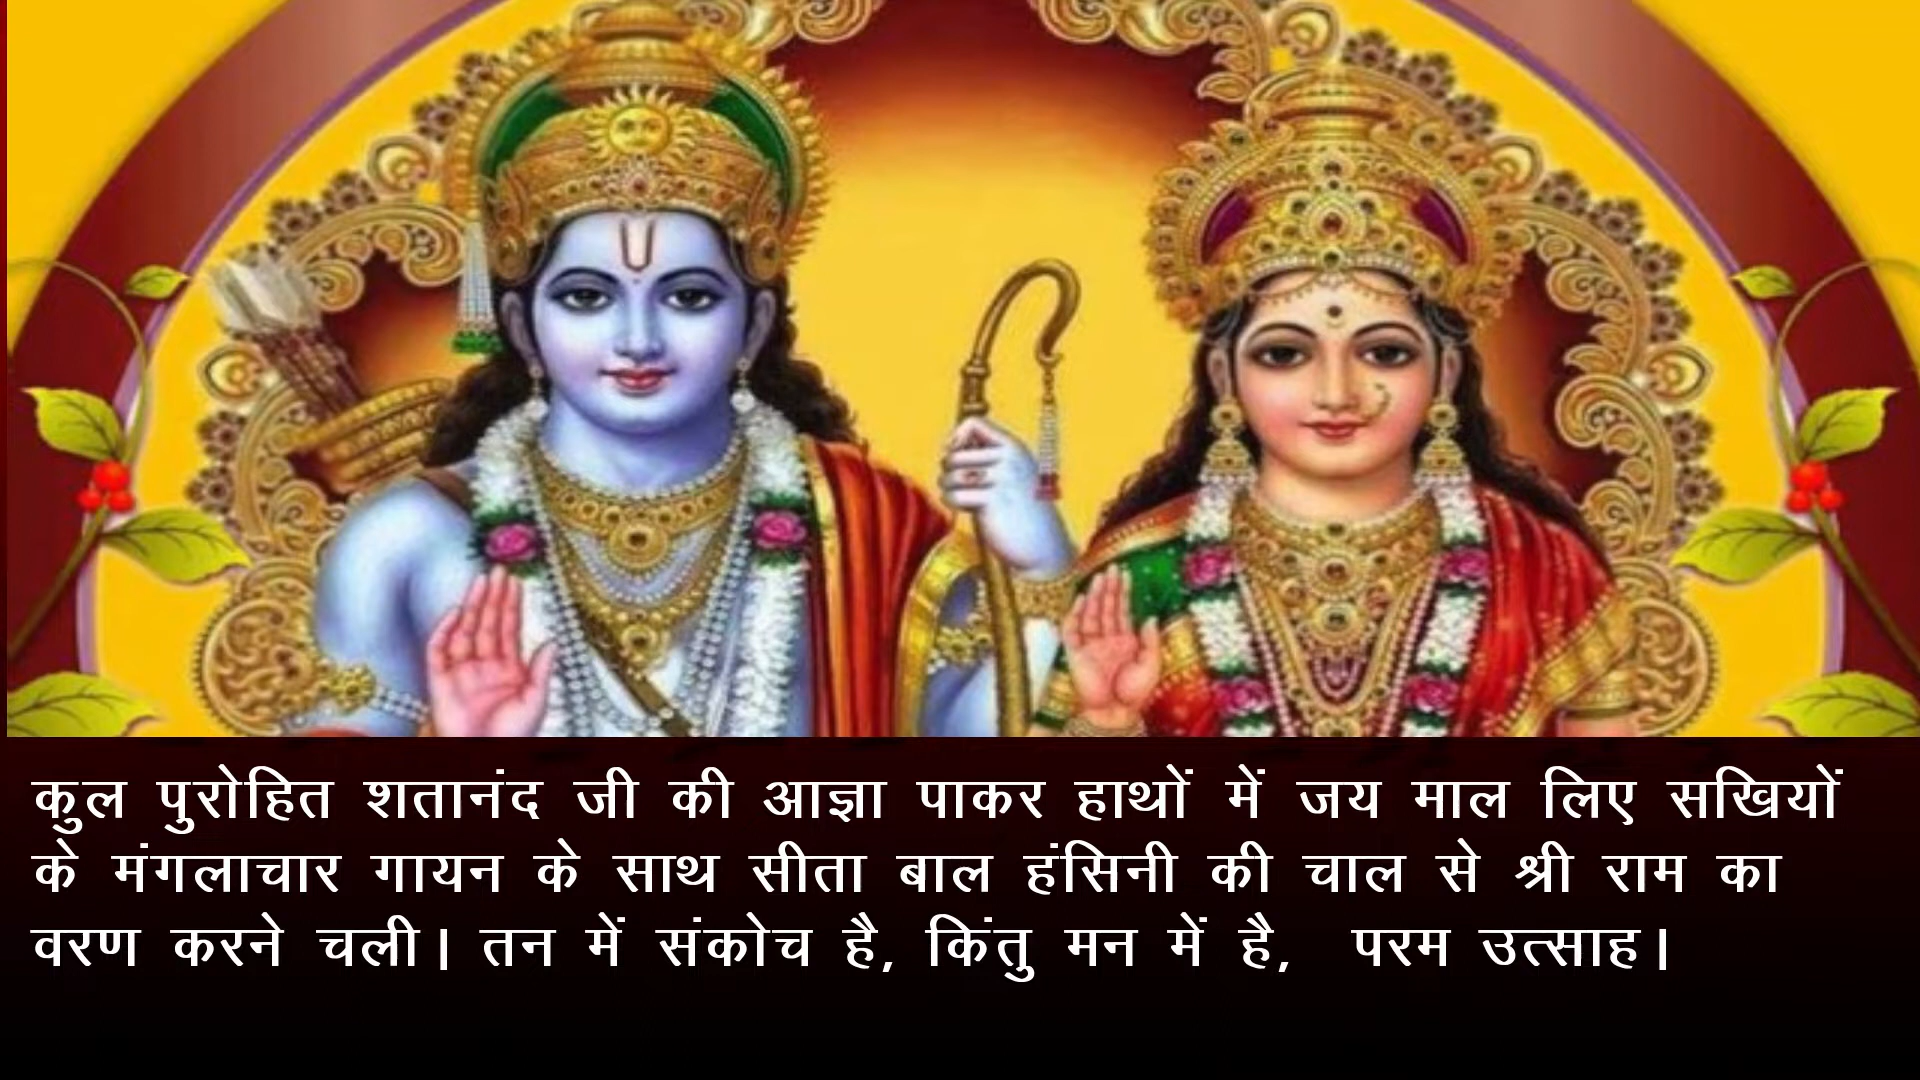 कुल पुरोहित शतानंद जी की आज्ञा पाकर हाथों में जय माल लिए सखियों
के मंगलाचार गायन के साथ सीता बाल हंसिनी की चाल से श्री राम का
वरण करने चली। तन में संकोच है, किंतु मन में है, परम उत्साह।